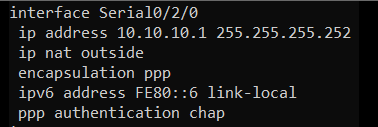 interface Serial0/2/0
 ip address 10.10.10.1 255.255.255.252
 ip nat outside
 encapsulation ppp
 ipv6 address FE80::6 link-local
 ppp authentication chap